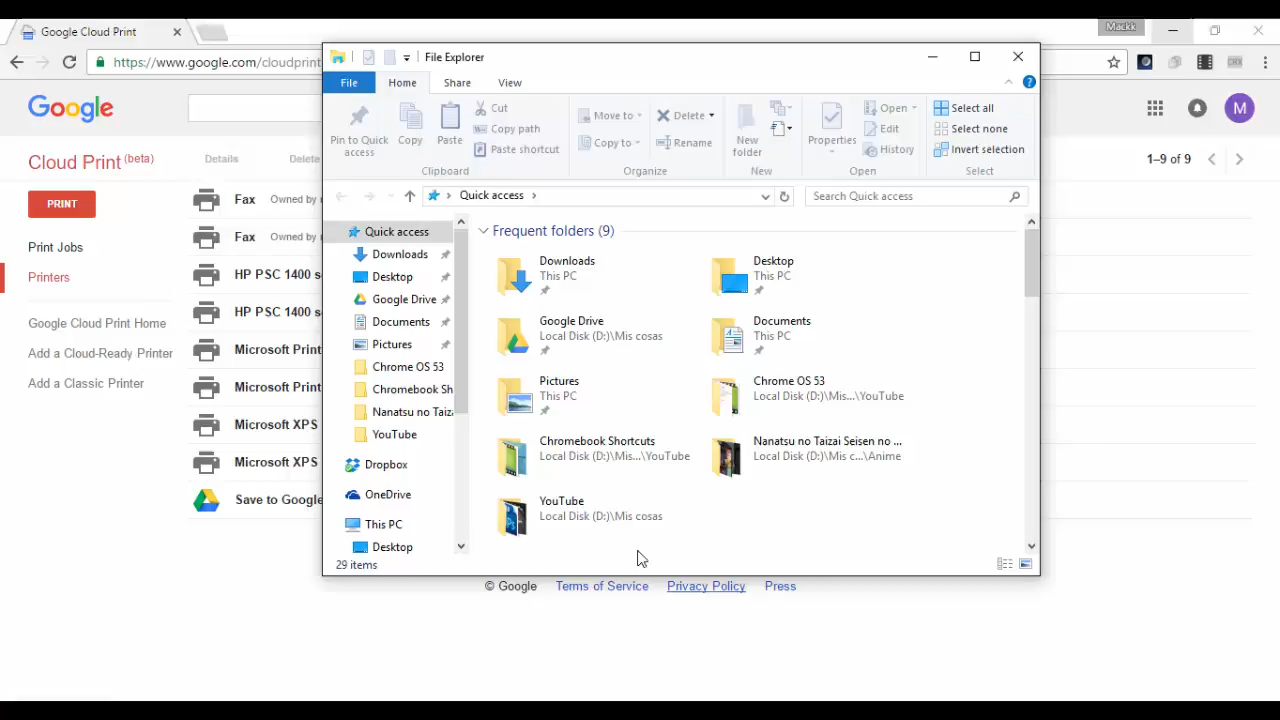 Google Cloud Print
Mackk
https://www.google.com/cloudprint
Google
M
Cloud Print (beta)
Details
Delete
1–9 of 9
PRINT
Print Jobs
Printers
Google Cloud Print Home
Add a Cloud-Ready Printer
Add a Classic Printer
Fax Owned by
Fax Owned by
HP PSC 1400
HP PSC 1400
Microsoft Print
Microsoft Print
Microsoft XPS
Microsoft XPS
Save to Google
File Explorer
File
Home
Share
View
Pin to Quick
access
Copy
Paste
Cut
Copy path
Paste shortcut
Clipboard
Move to
Copy to
Delete
Rename
Organize
New
folder
New
Properties
Open
Edit
History
Open
Select all
Select none
Invert selection
Select
Quick access
Search Quick access
Quick access
Downloads
Desktop
Google Drive
Documents
Pictures
Chrome OS 53
Chromebook Sh
Nanatsu no Taiza
YouTube
Dropbox
OneDrive
This PC
Desktop
Frequent folders (9)
Downloads
This PC
Desktop
This PC
Google Drive
Local Disk (D:)\Mis cosas
Documents
This PC
Pictures
This PC
Chrome OS 53
Local Disk (D:)\Mis...\YouTube
Chromebook Shortcuts
Local Disk (D:)\Mis...\YouTube
Nanatsu no Taizai Seisen no ...
Local Disk (D:)\Mis c...\Anime
YouTube
Local Disk (D:)\Mis cosas
29 items
© Google Terms of Service Privacy Policy Press